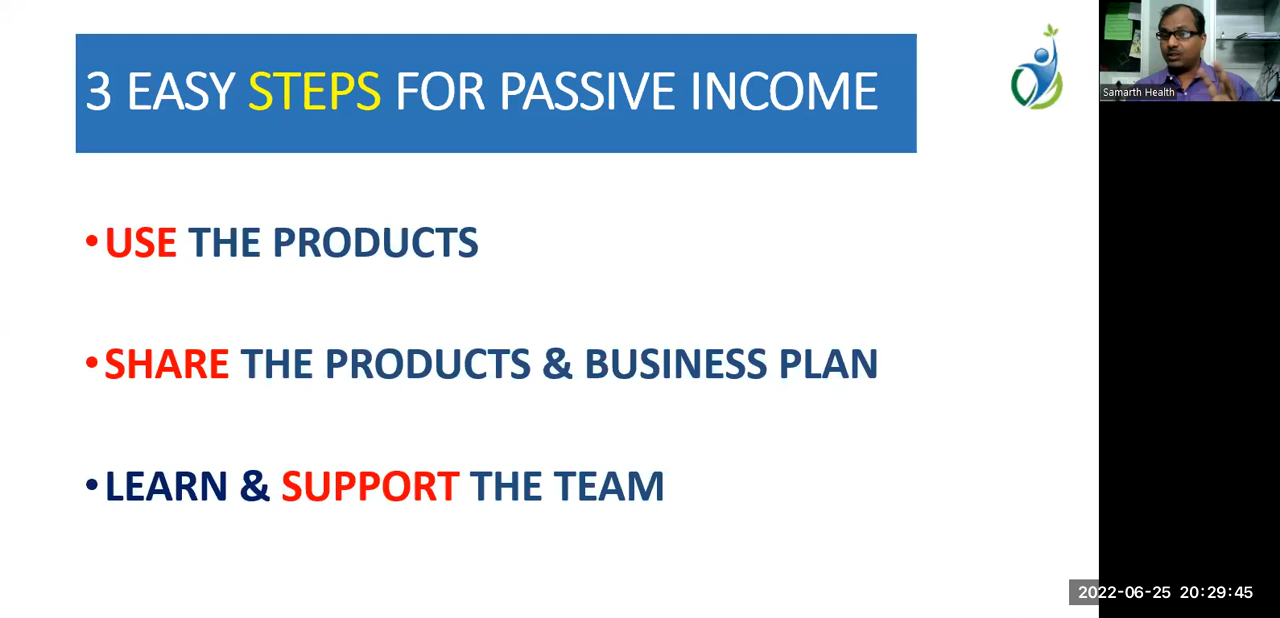 3 EASY STEPS FOR PASSIVE INCOME
Samarth Health
•USE THE PRODUCTS
•SHARE THE PRODUCTS & BUSINESS PLAN
•LEARN & SUPPORT THE TEAM
2022-06-25 20:29:45